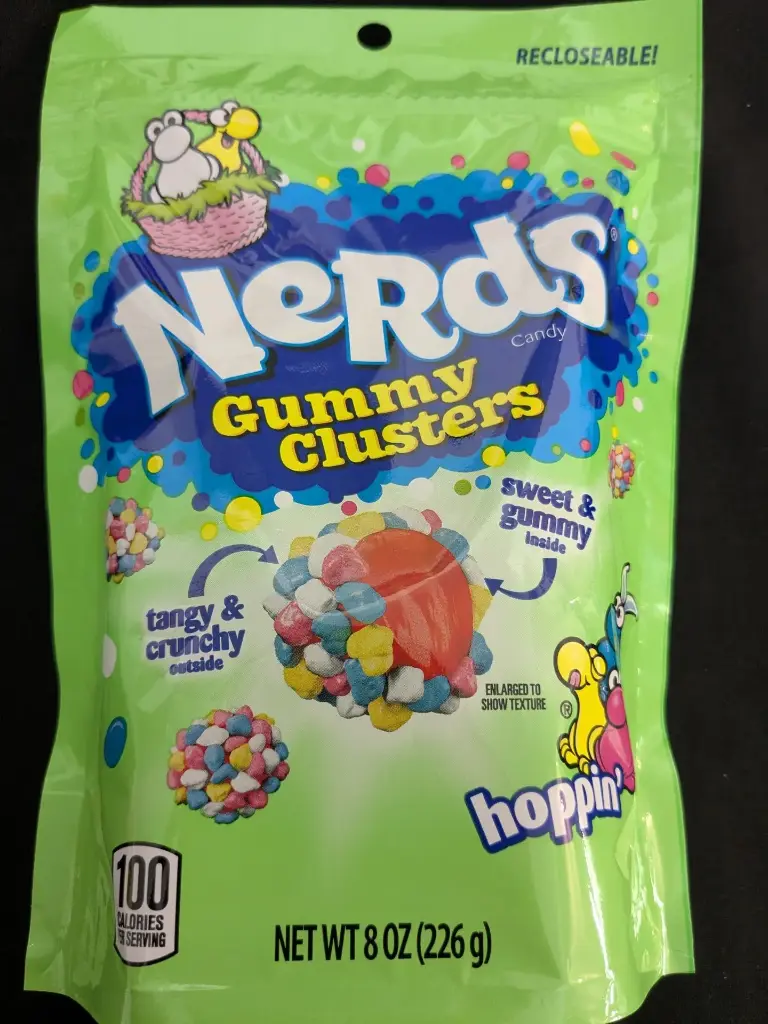 RECLOSEABLE!
NeRdS®
Candy
Gummy
Clusters
sweet &
gummy
inside
tangy &
crunchy
outside
ENLARGED TO
SHOW TEXTURE
®
hoppin'
100
CALORIES
PER SERVING
NET WT 8 OZ (226 g)